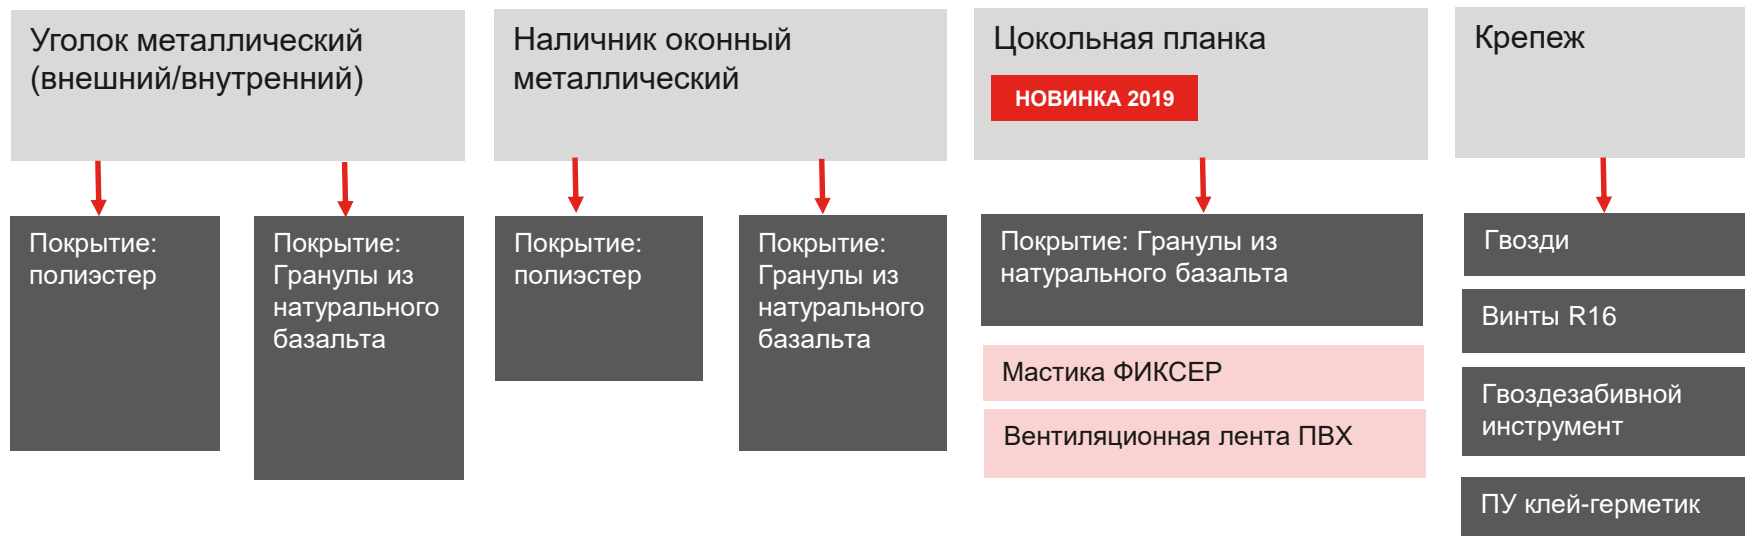 Уголок металлический
(внешний/внутренний)
Покрытие:
полиэстер
Покрытие:
Гранулы из
натурального
базальта
Наличник оконный
металлический
Покрытие:
полиэстер
Покрытие:
Гранулы из
натурального
базальта
Цокольная планка
НОВИНКА 2019
Покрытие: Гранулы из
натурального базальта
Мастика ФИКСЕР
Вентиляционная лента ПВХ
Крепеж
Гвозди
Винты R16
Гвоздезабивной
инструмент
ПУ клей-герметик